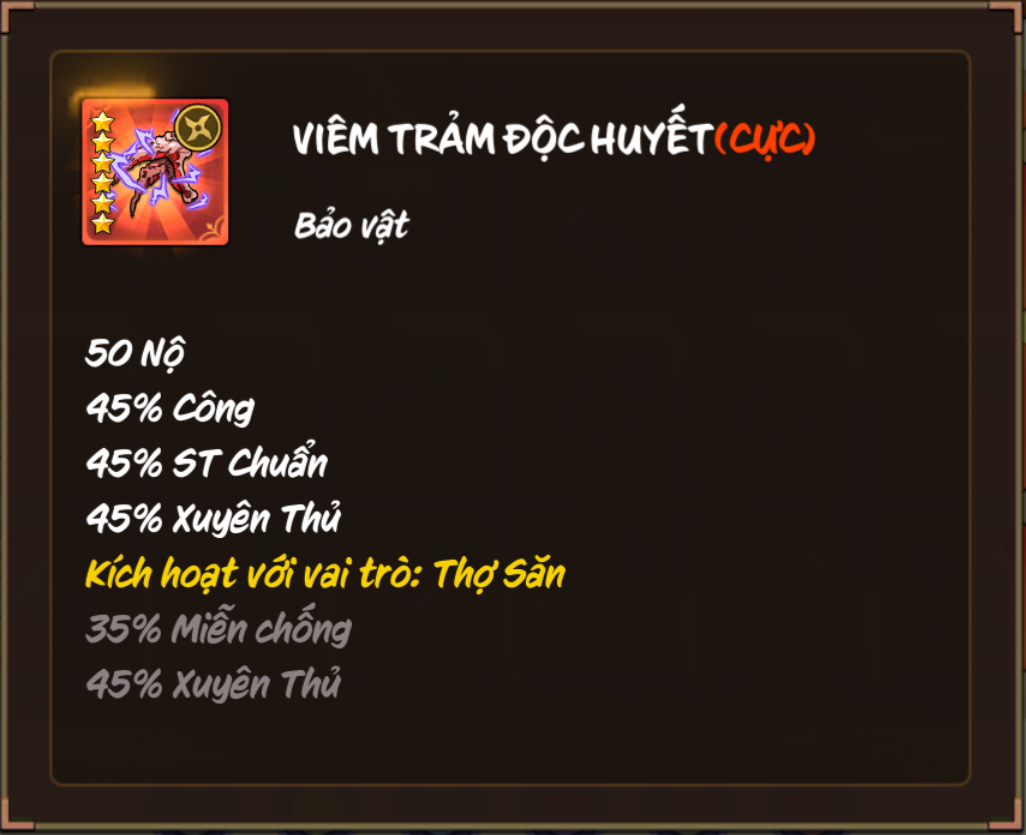 VIÊM TRẢM ĐỘC HUYẾT(CỰC)
Bảo vật
50 Nộ
45% Công
45% ST Chuẩn
45% Xuyên Thủ
Kích hoạt với vai trò: Thợ Săn
35% Miễn chống
45% Xuyên Thủ